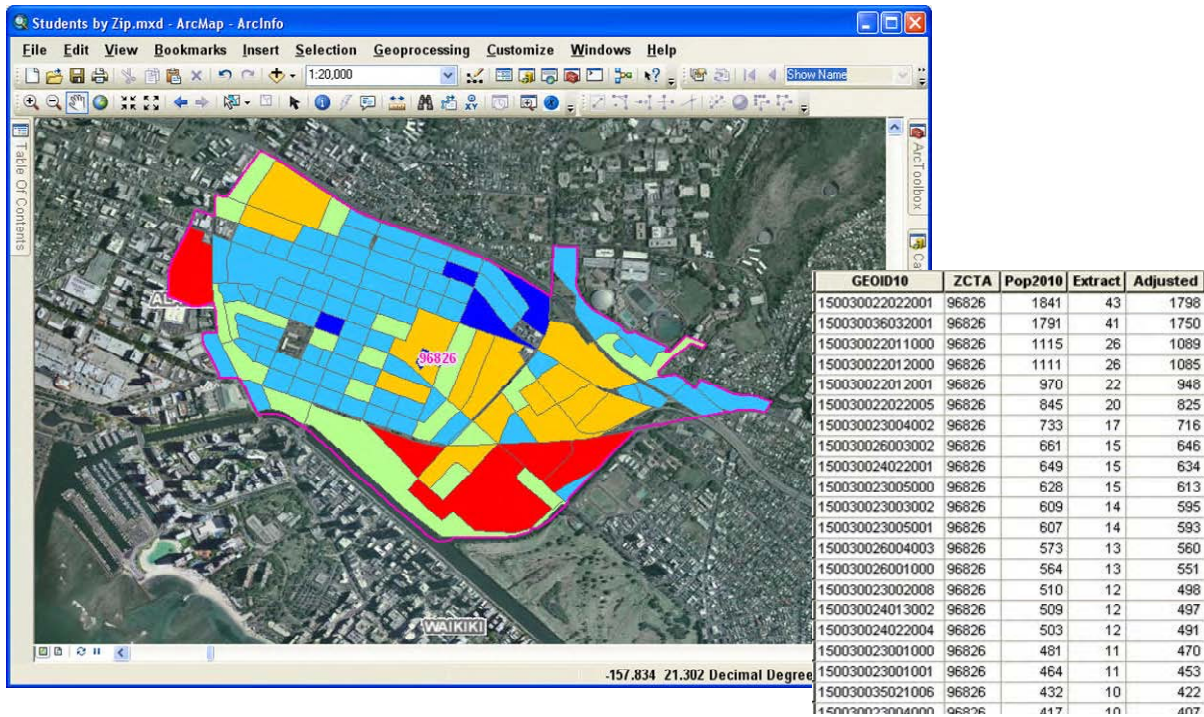 Students by Zip.mxd - ArcMap - ArcInfo
File Edit View Bookmarks Insert Selection Geoprocessing Customize Windows Help
1:20,000 Show Name
Table Of Contents
ArcToolbox
Ca
AL
96826
WAIKIKI
-157.834 21.302 Decimal Degree
GEOID10 ZCTA Pop2010 Extract Adjusted
150030022022001 96826 1841 43 1798
150030036032001 96826 1791 41 1750
150030022011000 96826 1115 26 1089
150030022012000 96826 1111 26 1085
150030022012001 96826 970 22 948
150030022022005 96826 845 20 825
150030023004002 96826 733 17 716
150030026003002 96826 661 15 646
150030024022001 96826 649 15 634
150030023005000 96826 628 15 613
150030023003002 96826 609 14 595
150030023005001 96826 607 14 593
150030026004003 96826 573 13 560
150030026001000 96826 564 13 551
150030023002008 96826 510 12 498
150030024013002 96826 509 12 497
150030024022004 96826 503 12 491
150030023001000 96826 481 11 470
150030023001001 96826 464 11 453
150030035021006 96826 432 10 422
150030023004000 96826 417 10 407